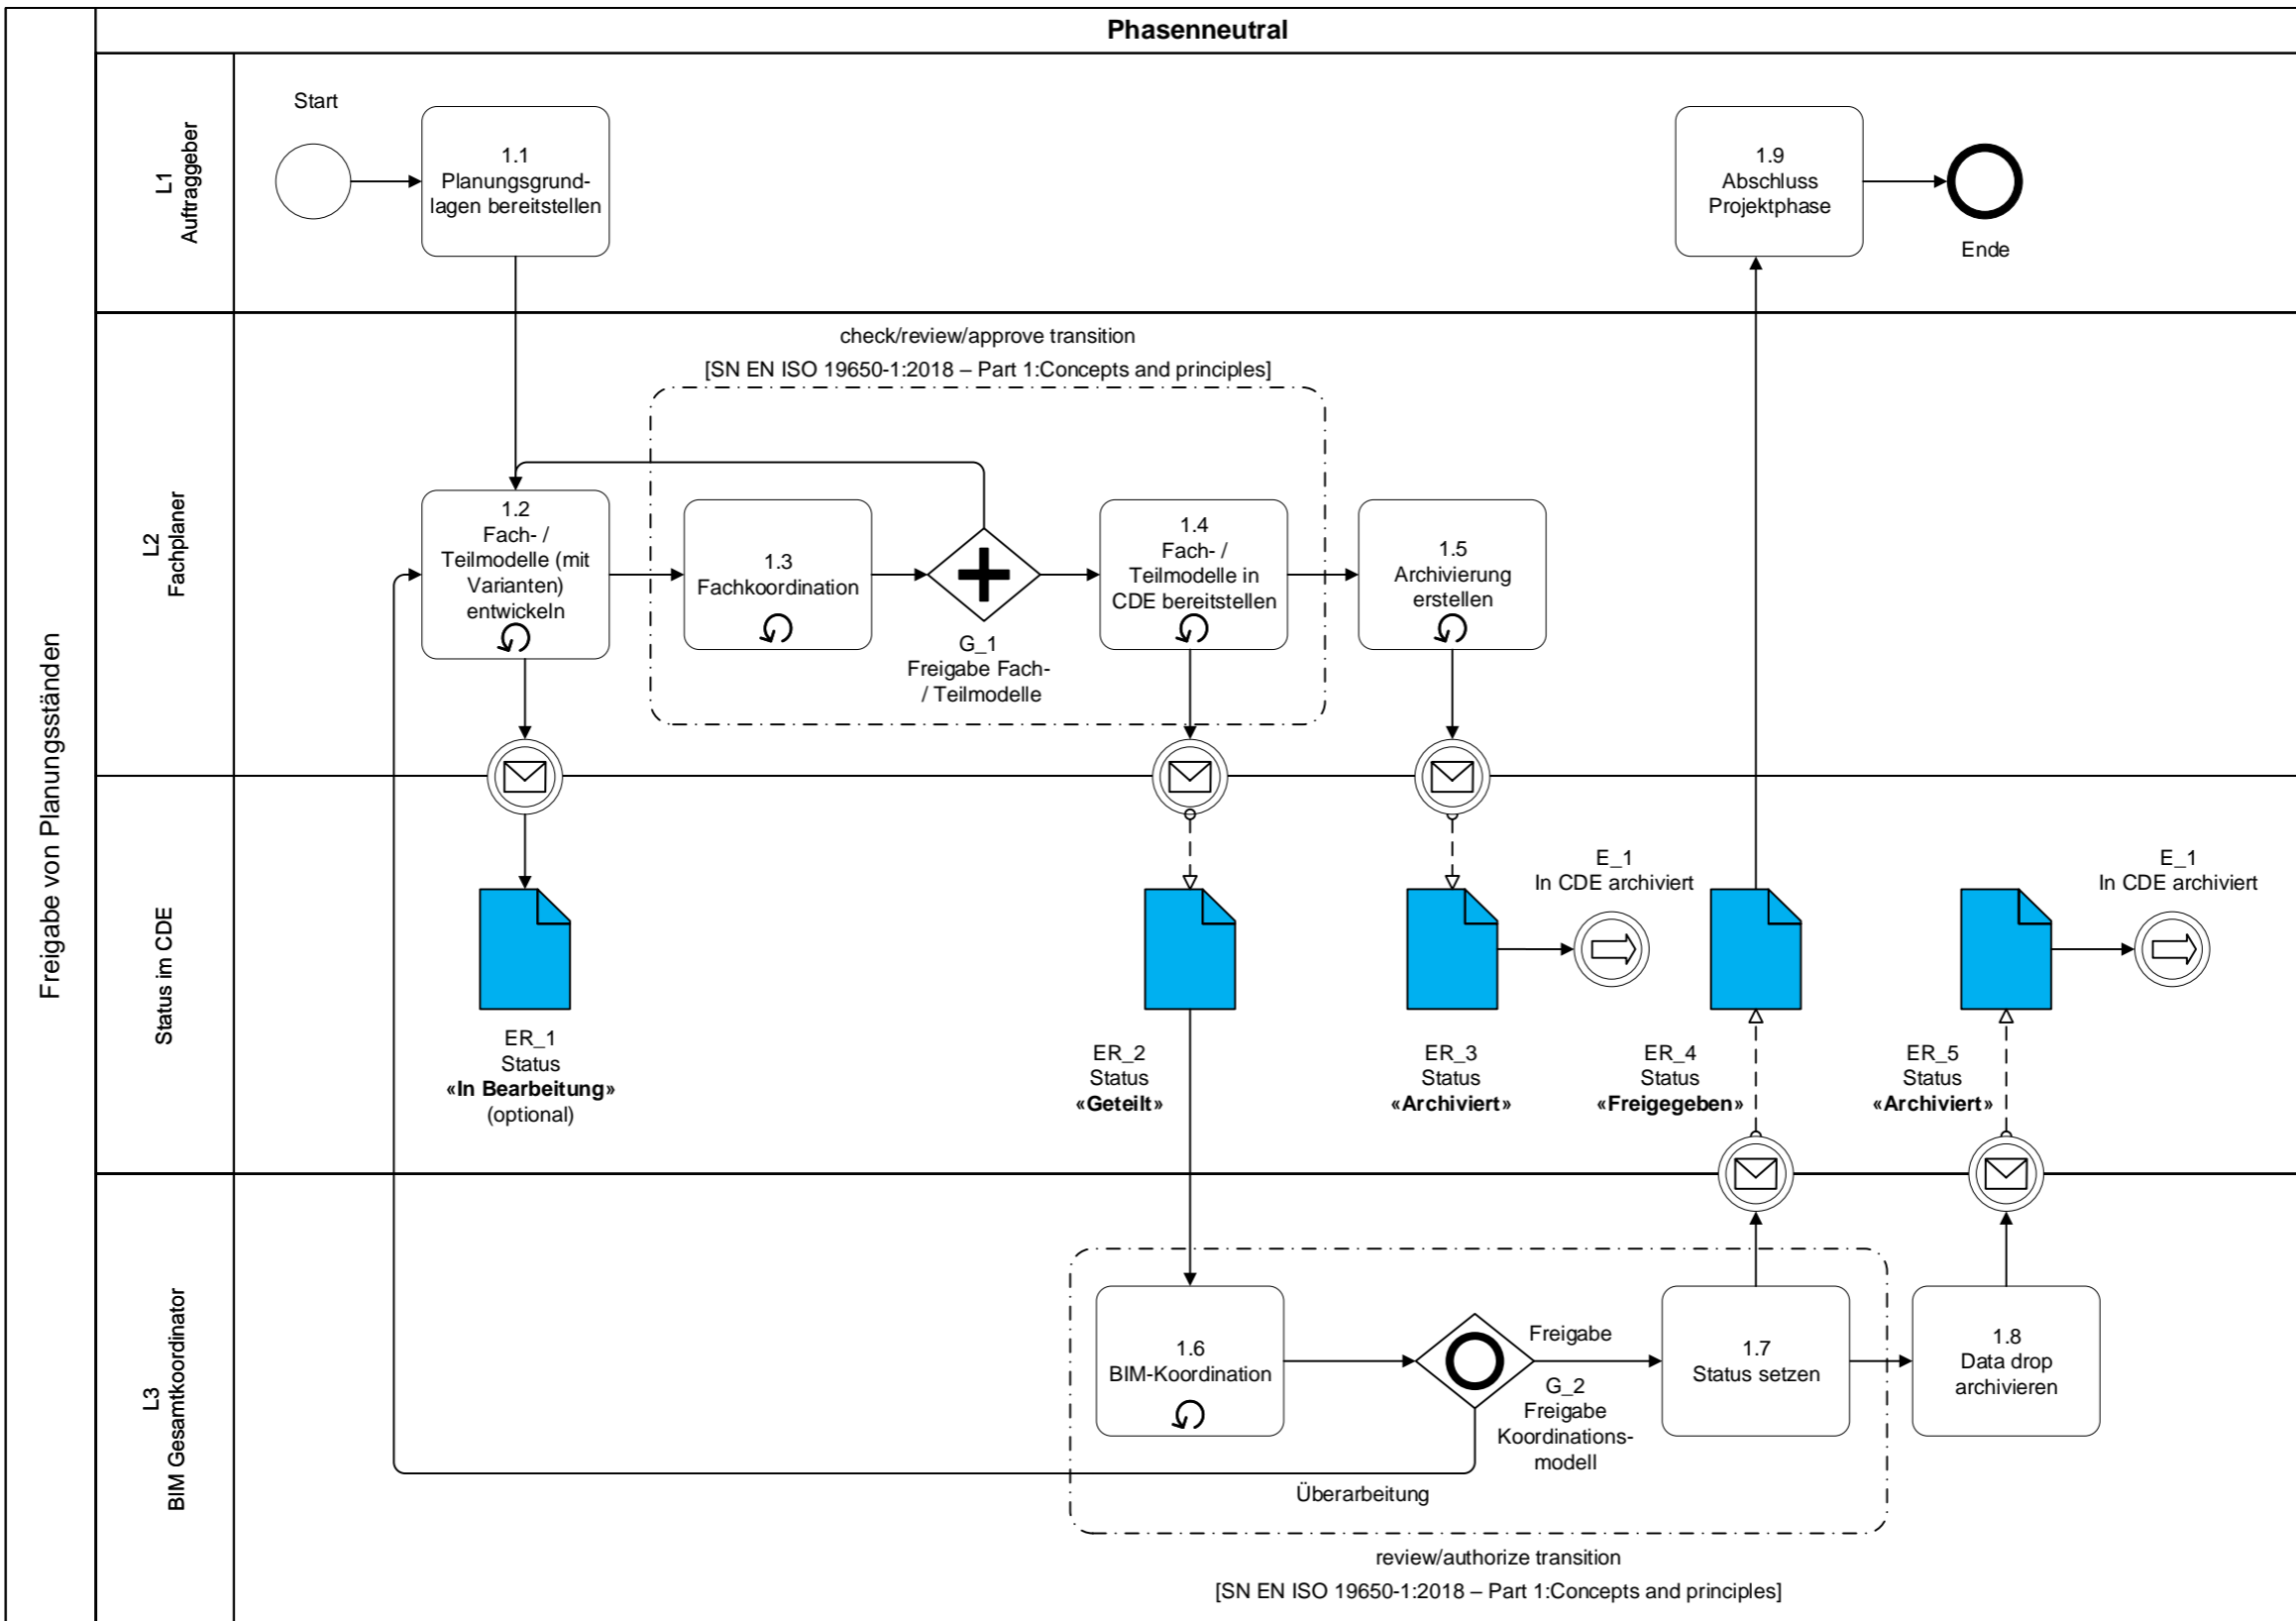 Phasenneutral
Freigabe von Planungsständen
L1
Auftraggeber
Start
1.1
Planungsgrund-
lagen bereitstellen
1.9
Abschluss
Projektphase
Ende
L2
Fachplaner
check/review/approve transition
[SN EN ISO 19650-1:2018 – Part 1:Concepts and principles]
1.2
Fach- /
Teilmodelle (mit
Varianten)
entwickeln
1.3
Fachkoordination
G_1
Freigabe Fach-
/ Teilmodelle
1.4
Fach- /
Teilmodelle in
CDE bereitstellen
1.5
Archivierung
erstellen
Status im CDE
ER_1
Status
«In Bearbeitung»
(optional)
ER_2
Status
«Geteilt»
ER_3
Status
«Archiviert»
E_1
In CDE archiviert
ER_4
Status
«Freigegeben»
ER_5
Status
«Archiviert»
E_1
In CDE archiviert
L3
BIM Gesamtkoordinator
1.6
BIM-Koordination
Freigabe
G_2
Freigabe
Koordinations-
modell
Überarbeitung
1.7
Status setzen
1.8
Data drop
archivieren
review/authorize transition
[SN EN ISO 19650-1:2018 – Part 1:Concepts and principles]